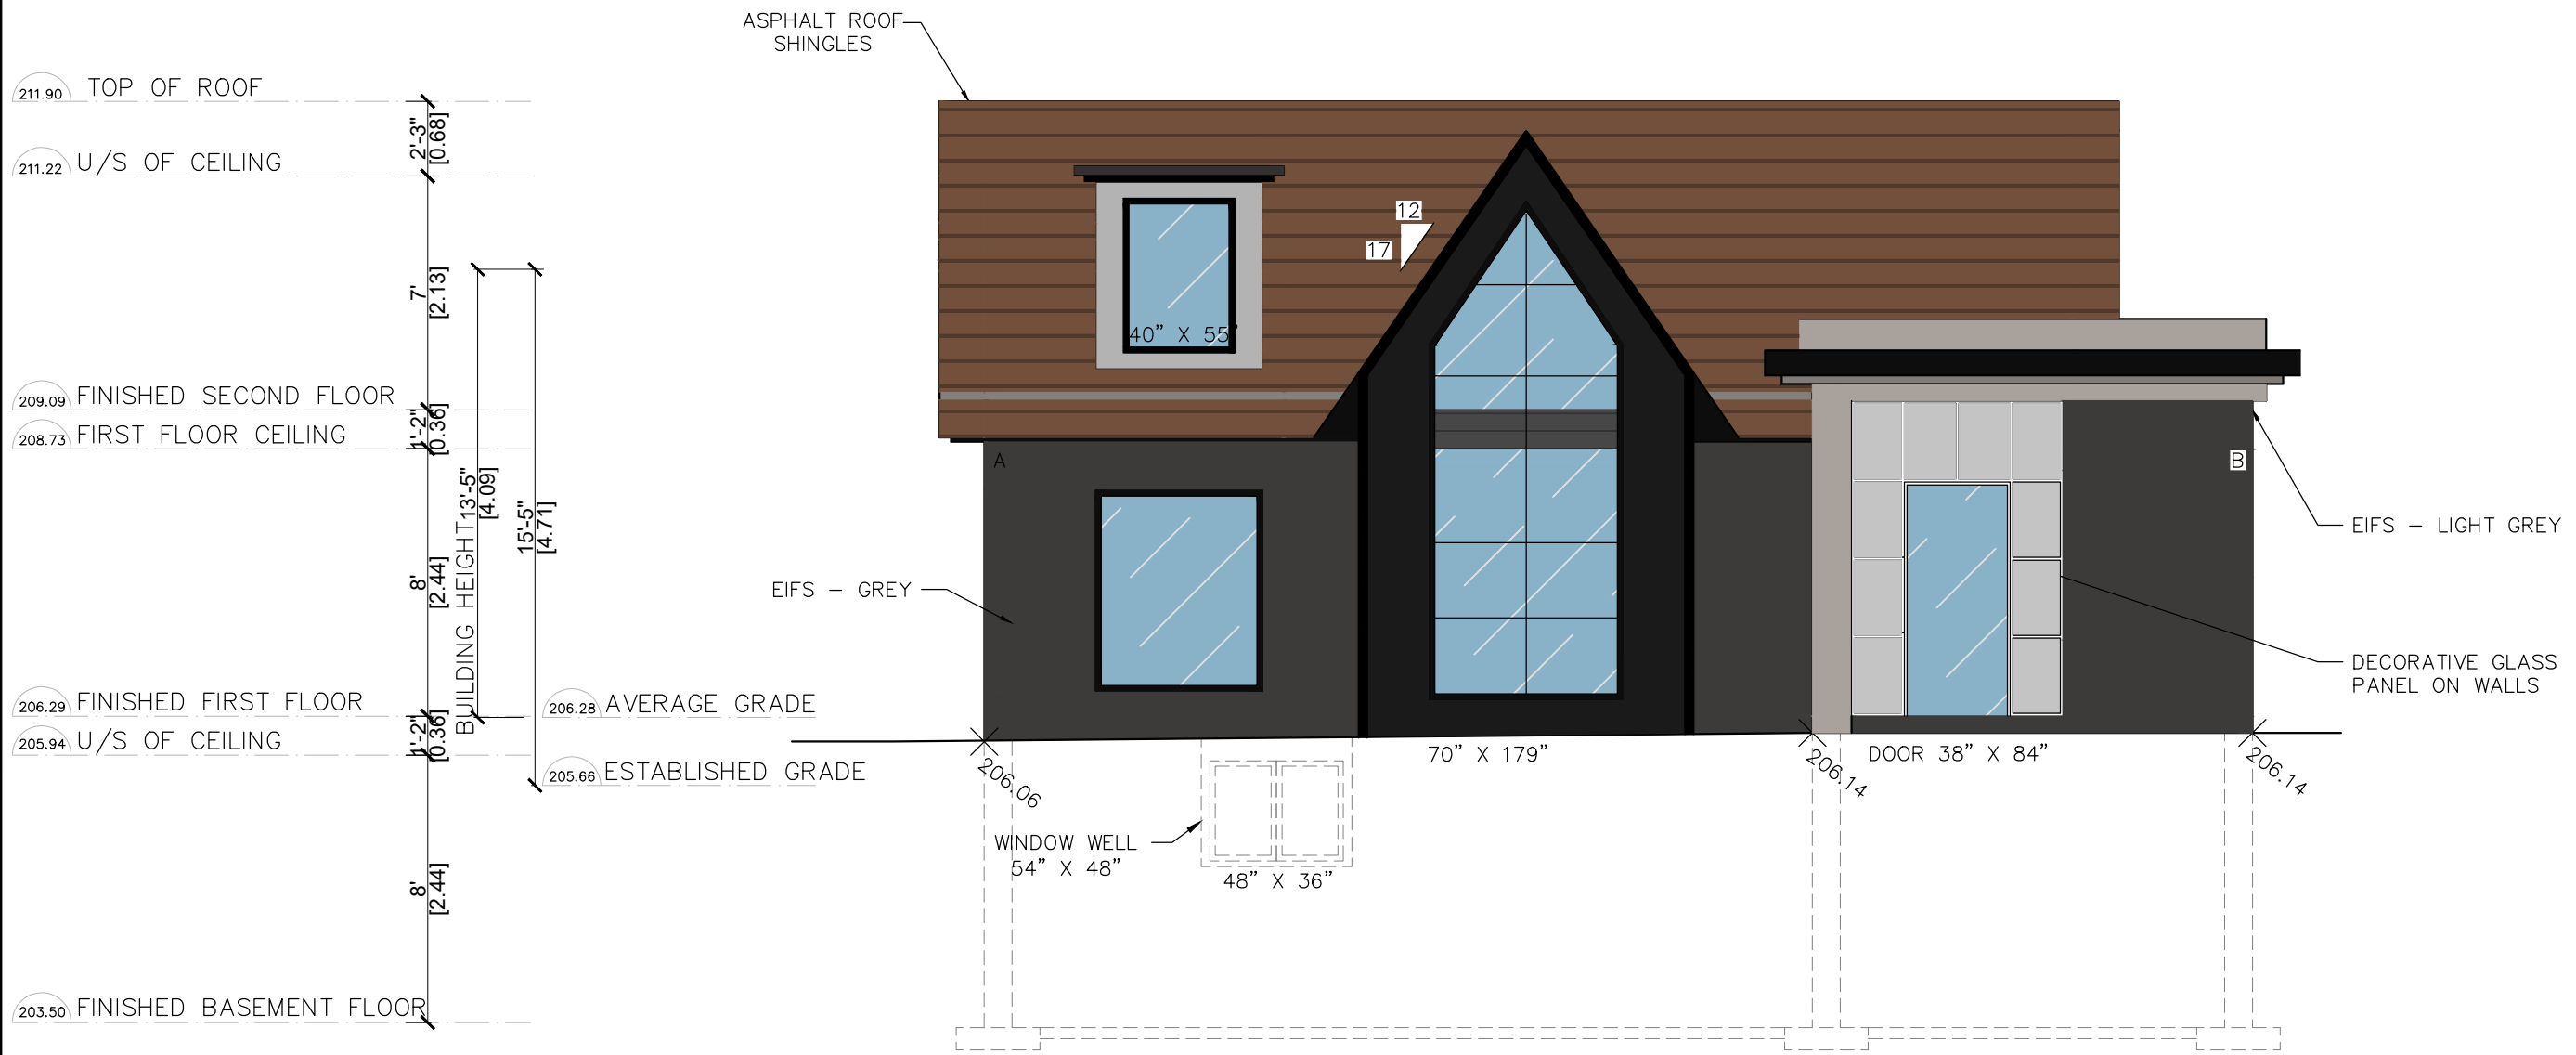 ASPHALT ROOF
SHINGLES
211.90 TOP OF ROOF
2'-3"
[0.68]
211.22 U/S OF CEILING
7'
[2.13]
209.09 FINISHED SECOND FLOOR
1'-2"
[0.36]
208.73 FIRST FLOOR CEILING
8'
[2.44]
206.29 FINISHED FIRST FLOOR
1'-2"
[0.36]
205.94 U/S OF CEILING
8'
[2.44]
203.50 FINISHED BASEMENT FLOOR
BUILDING HEIGHT
13'-5"
[4.09]
15'-5"
[4.71]
206.28 AVERAGE GRADE
205.66 ESTABLISHED GRADE
12
17
40” X 55”
A
B
EIFS – GREY
EIFS – LIGHT GREY
DECORATIVE GLASS
PANEL ON WALLS
206.06
70” X 179”
206.14
DOOR 38” X 84”
206.14
WINDOW WELL
54” X 48”
48” X 36”